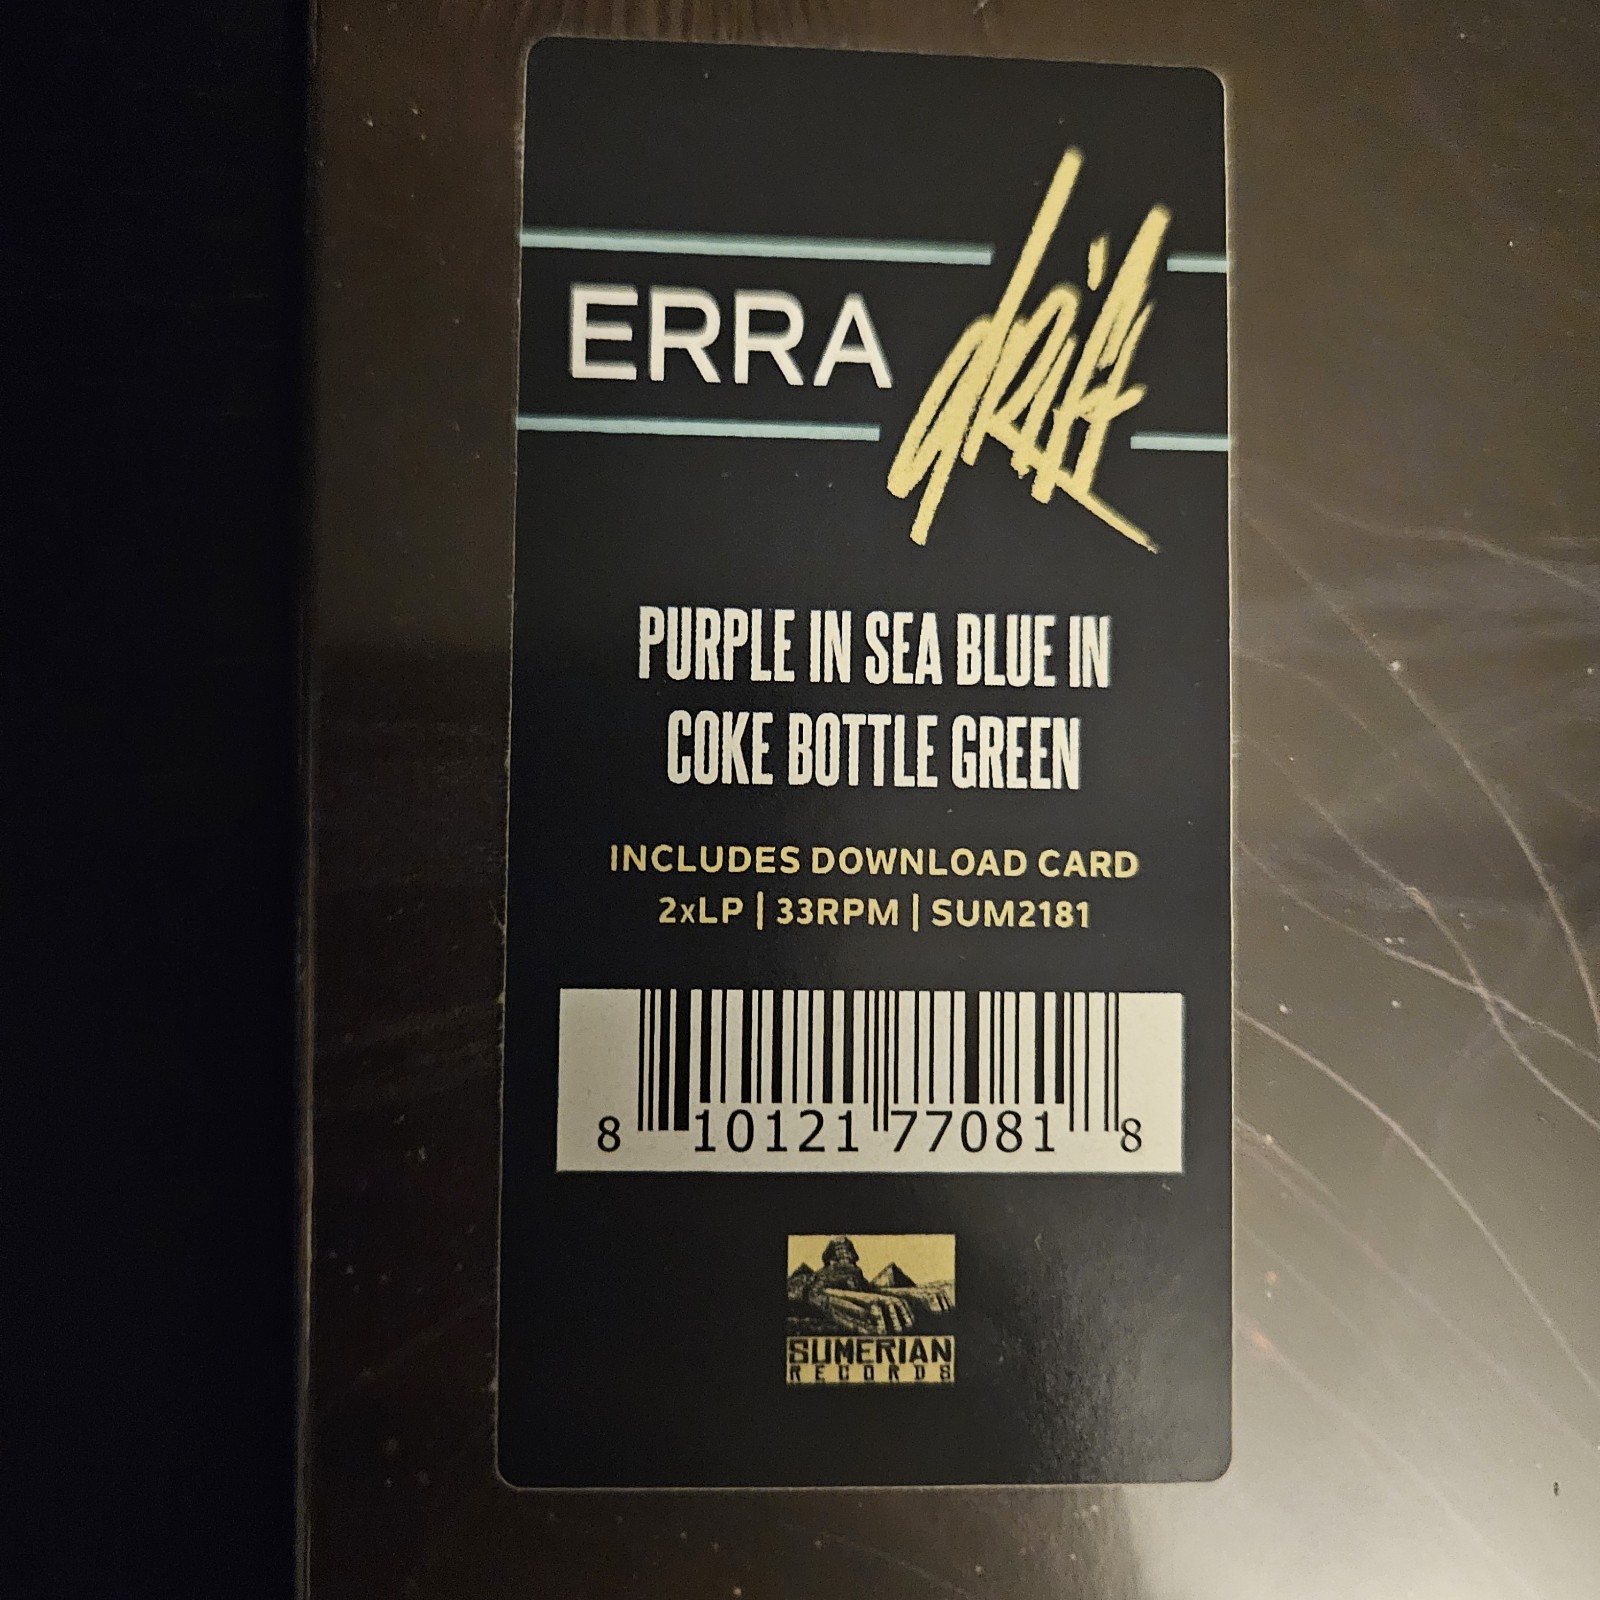 ERRA drift
PURPLE IN SEA BLUE IN
COKE BOTTLE GREEN
INCLUDES DOWNLOAD CARD
2xLP | 33RPM | SUM2181
8 10121 77081 8
SUMERIAN
RECORDS